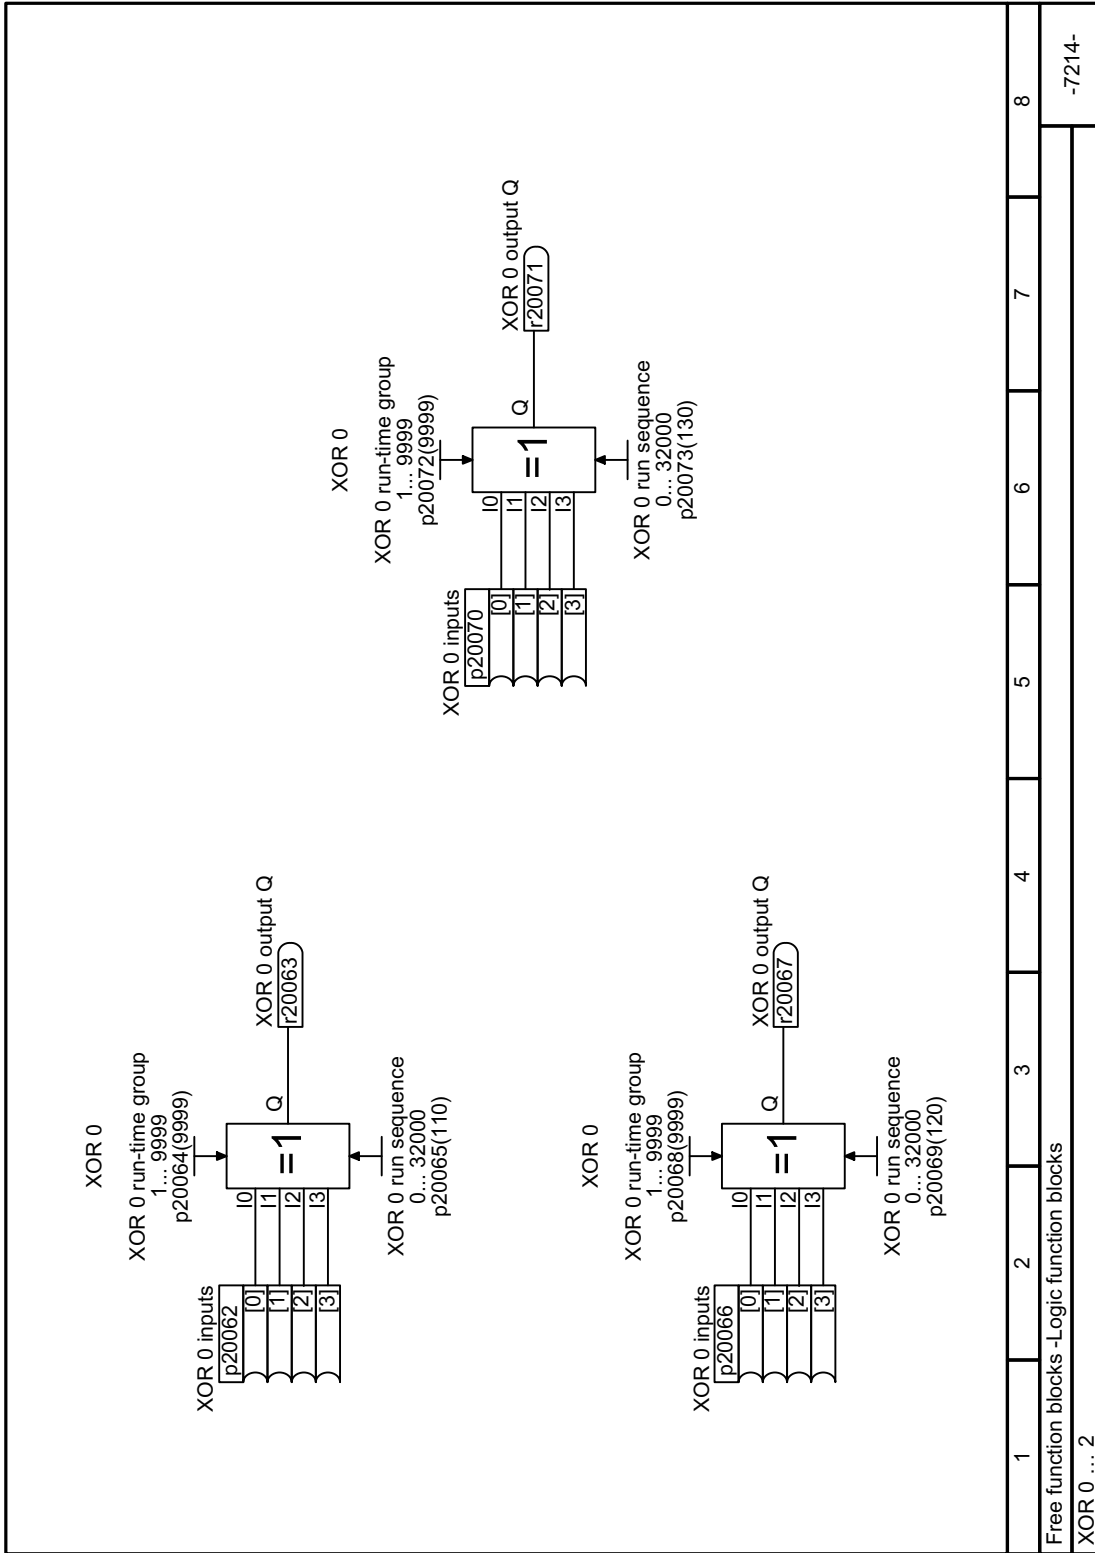 XOR 0
XOR 0 run-time group
1... 9999
p20064(9999)
XOR 0 inputs
p20062
[0]
[1]
[2]
[3]
I0
I1
I2
I3
=1
Q
XOR 0 output Q
r20063
XOR 0 run sequence
0... 32000
p20065(110)
XOR 0
XOR 0 run-time group
1... 9999
p20068(9999)
XOR 0 inputs
p20066
[0]
[1]
[2]
[3]
I0
I1
I2
I3
=1
Q
XOR 0 output Q
r20067
XOR 0 run sequence
0... 32000
p20069(120)
XOR 0
XOR 0 run-time group
1... 9999
p20072(9999)
XOR 0 inputs
p20070
[0]
[1]
[2]
[3]
I0
I1
I2
I3
=1
Q
XOR 0 output Q
r20071
XOR 0 run sequence
0... 32000
p20073(130)
1 2 3 4 5 6 7 8
Free function blocks -Logic function blocks
XOR 0 ... 2
-7214-